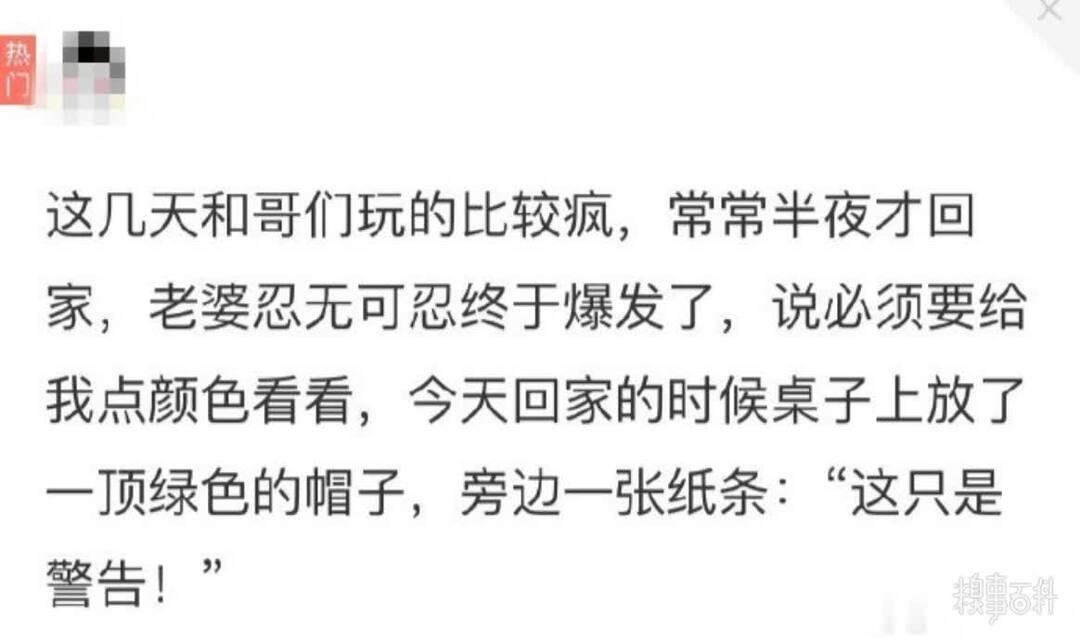 热门
这几天和哥们玩的比较疯，常常半夜才回
家，老婆忍无可忍终于爆发了，说必须要给
我点颜色看看，今天回家的时候桌子上放了
一顶绿色的帽子，旁边一张纸条：“这只是
警告！”
糗事百科